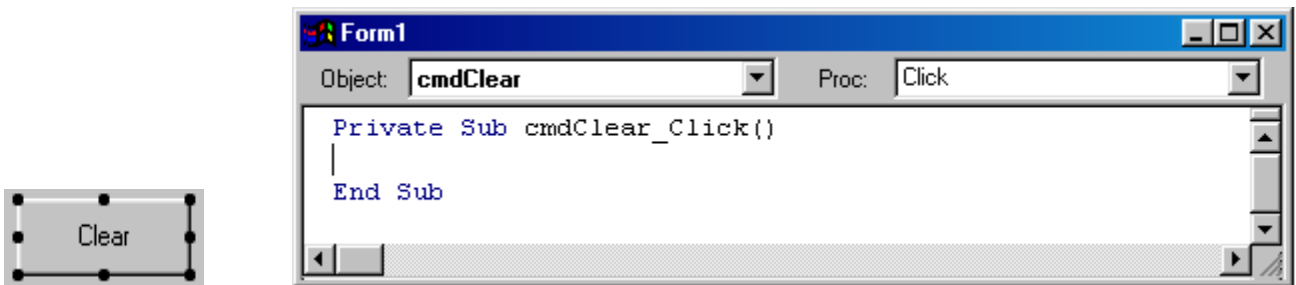 Form1
Object: cmdClear Proc: Click
Private Sub cmdClear_Click()
End Sub
Clear